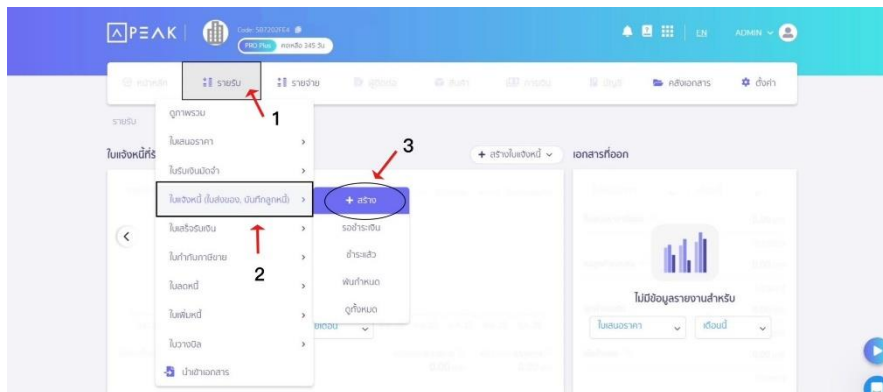 PEAK
Code: SB7202FE4
PRO Plus
คงเหลือ 345 วัน
EN
ADMIN
หน้าหลัก
รายรับ
รายจ่าย
สินค้า
การเงิน
บัญชี
คลังเอกสาร
ตั้งค่า
1
รายรับ
ดูภาพรวม
ใบเสนอราคา
ใบรับเงินมัดจำ
ใบแจ้งหนี้ (ใบส่งของ, บันทึกลูกหนี้)
ใบเสร็จรับเงิน
ใบกำกับภาษีขาย
ใบลดหนี้
ใบเพิ่มหนี้
ใบวางบิล
นำเข้าเอกสาร
2
3
+ สร้าง
รอชำระเงิน
ชำระแล้ว
พ้นกำหนด
ดูทั้งหมด
+ สร้างใบแจ้งหนี้
เอกสารที่ออก
ไม่มีข้อมูลรายงานสำหรับ
ใบเสนอราคา
เดือนนี้